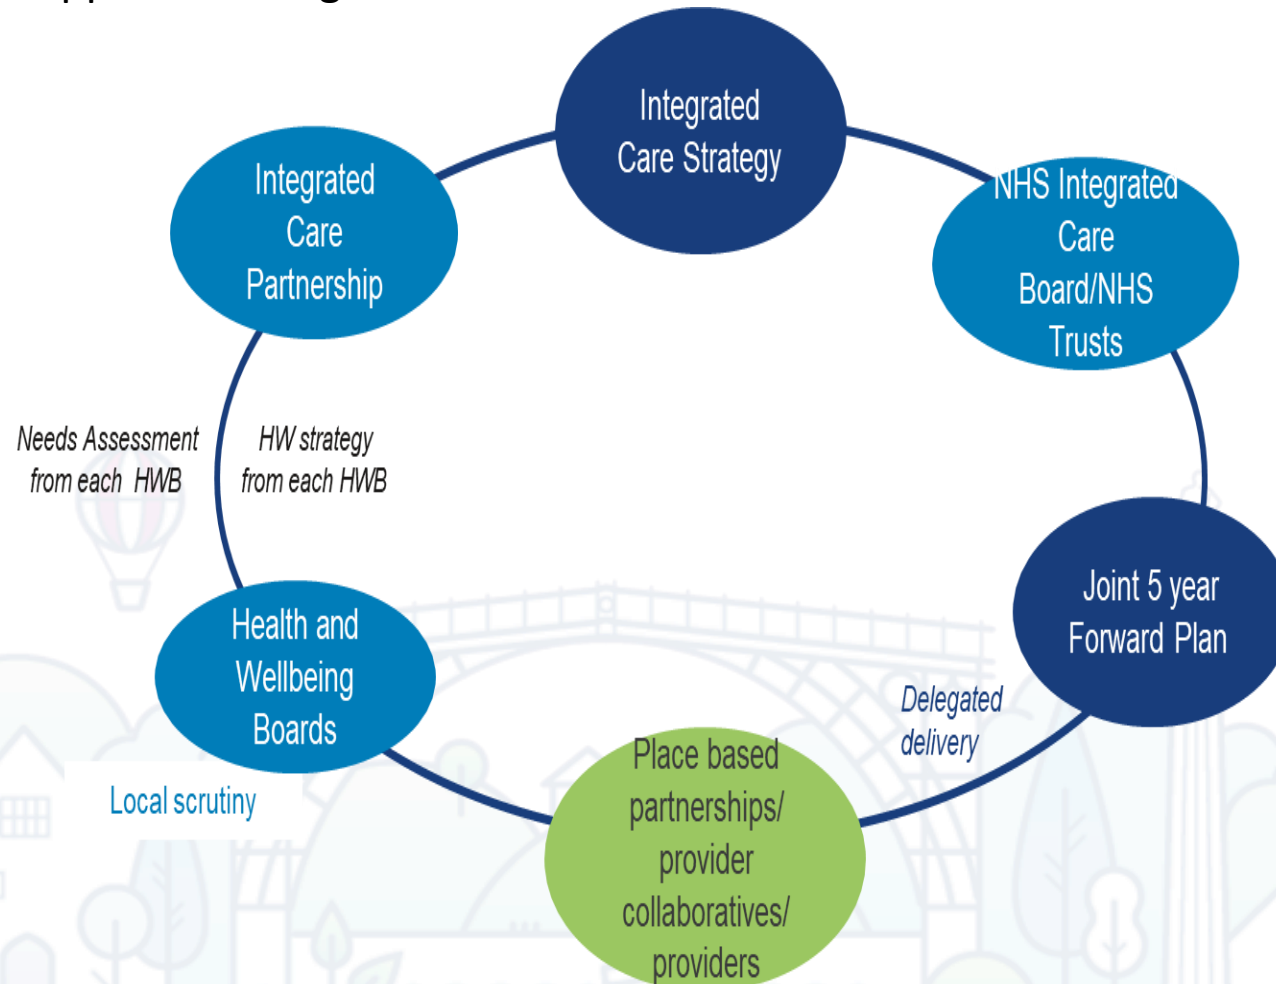 Integrated
Care Strategy
Integrated
Care
Partnership
NHS Integrated
Care
Board/NHS
Trusts
Needs Assessment
from each HWB
HW strategy
from each HWB
Joint 5 year
Forward Plan
Health and
Wellbeing
Boards
Delegated
delivery
Local scrutiny
Place based
partnerships/
provider
collaboratives/
providers